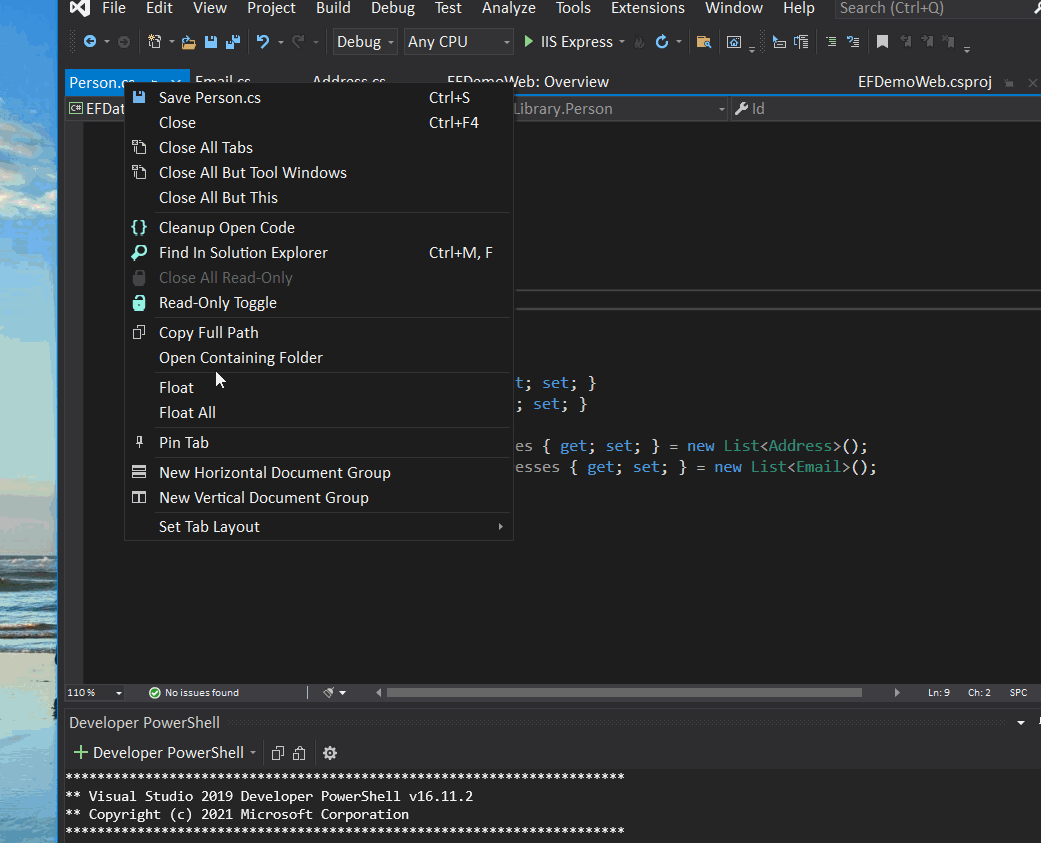 File Edit View Project Build Debug Test Analyze Tools Extensions Window Help Search (Ctrl+Q)
Debug Any CPU IIS Express
Person.cs Email.cs Address.cs EFDemoWeb: Overview EFDemoWeb.csproj
C# EFDat Library.Person Id
Save Person.cs Ctrl+S
Close Ctrl+F4
Close All Tabs
Close All But Tool Windows
Close All But This
Cleanup Open Code
Find In Solution Explorer Ctrl+M, F
Close All Read-Only
Read-Only Toggle
Copy Full Path
Open Containing Folder
Float
Float All
Pin Tab
New Horizontal Document Group
New Vertical Document Group
Set Tab Layout
t; set; }
; set; }
es { get; set; } = new List<Address>();
esses { get; set; } = new List<Email>();
110 % No issues found Ln: 9 Ch: 2 SPC
Developer PowerShell
Developer PowerShell
**********************************************************************
** Visual Studio 2019 Developer PowerShell v16.11.2
** Copyright (c) 2021 Microsoft Corporation
**********************************************************************